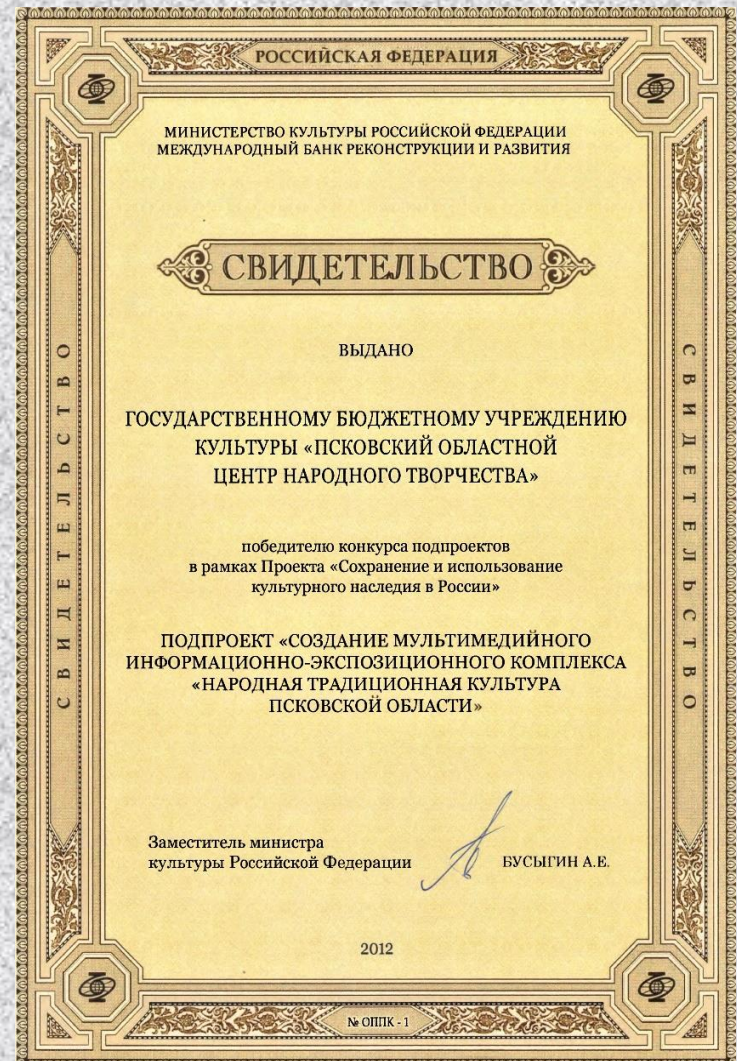 РОССИЙСКАЯ ФЕДЕРАЦИЯ
МИНИСТЕРСТВО КУЛЬТУРЫ РОССИЙСКОЙ ФЕДЕРАЦИИ
МЕЖДУНАРОДНЫЙ БАНК РЕКОНСТРУКЦИИ И РАЗВИТИЯ
СВИДЕТЕЛЬСТВО
ВЫДАНО
ГОСУДАРСТВЕННОМУ БЮДЖЕТНОМУ УЧРЕЖДЕНИЮ
КУЛЬТУРЫ «ПСКОВСКИЙ ОБЛАСТНОЙ
ЦЕНТР НАРОДНОГО ТВОРЧЕСТВА»
победителю конкурса подпроектов
в рамках Проекта «Сохранение и использование
культурного наследия в России»
ПОДПРОЕКТ «СОЗДАНИЕ МУЛЬТИМЕДИЙНОГО
ИНФОРМАЦИОННО-ЭКСПОЗИЦИОННОГО КОМПЛЕКСА
«НАРОДНАЯ ТРАДИЦИОННАЯ КУЛЬТУРА
ПСКОВСКОЙ ОБЛАСТИ»
Заместитель министра
культуры Российской Федерации БУСЫГИН А.Е.
2012
№ ОППК - 1
СВИДЕТЕЛЬСТВО
СВИДЕТЕЛЬСТВО